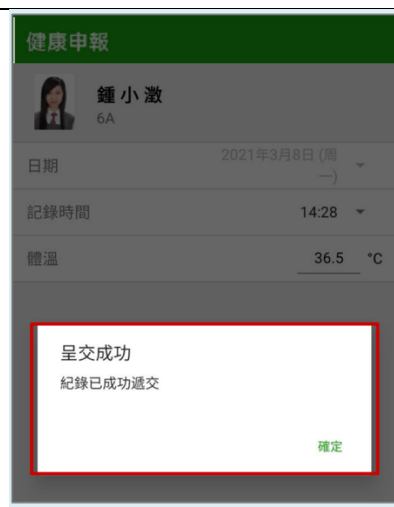 健康申報
鍾小澂
6A
日期 2021年3月8日 (周
一)
記錄時間 14:28
體溫 36.5 °C
呈交成功
紀錄已成功遞交
確定